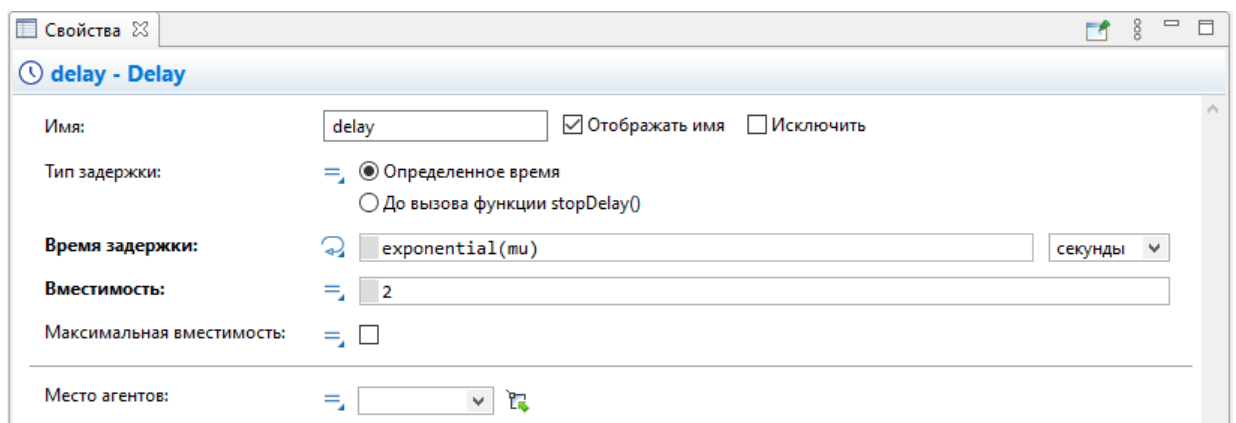 Свойства
delay - Delay
Имя: delay Отображать имя Исключить
Тип задержки: Определенное время
До вызова функции stopDelay()
Время задержки: exponential(mu) секунды
Вместимость: 2
Максимальная вместимость:
Место агентов: